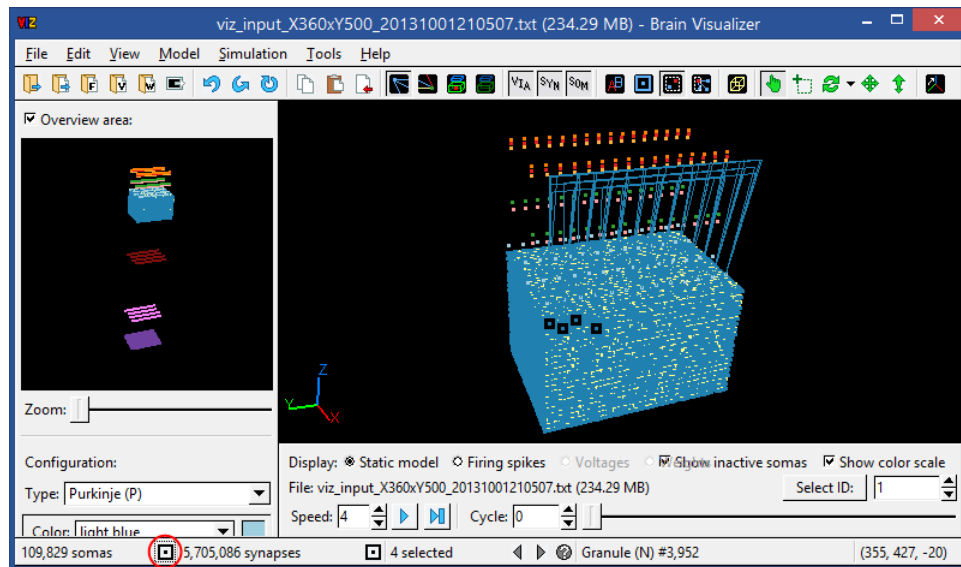 VIZ viz_input_X360xY500_20131001210507.txt (234.29 MB) - Brain Visualizer
File Edit View Model Simulation Tools Help
F V W VIA SYN SOM AB
Overview area:
Z
Y
X
Zoom:
Configuration:
Display: Static model Firing spikes Voltages Show inactive somas Show color scale
Type: Purkinje (P)
File: viz_input_X360xY500_20131001210507.txt (234.29 MB) Select ID: 1
Color: light blue
Speed: 4 Cycle: 0
109,829 somas 5,705,086 synapses 4 selected Granule (N) #3,952 (355, 427, -20)